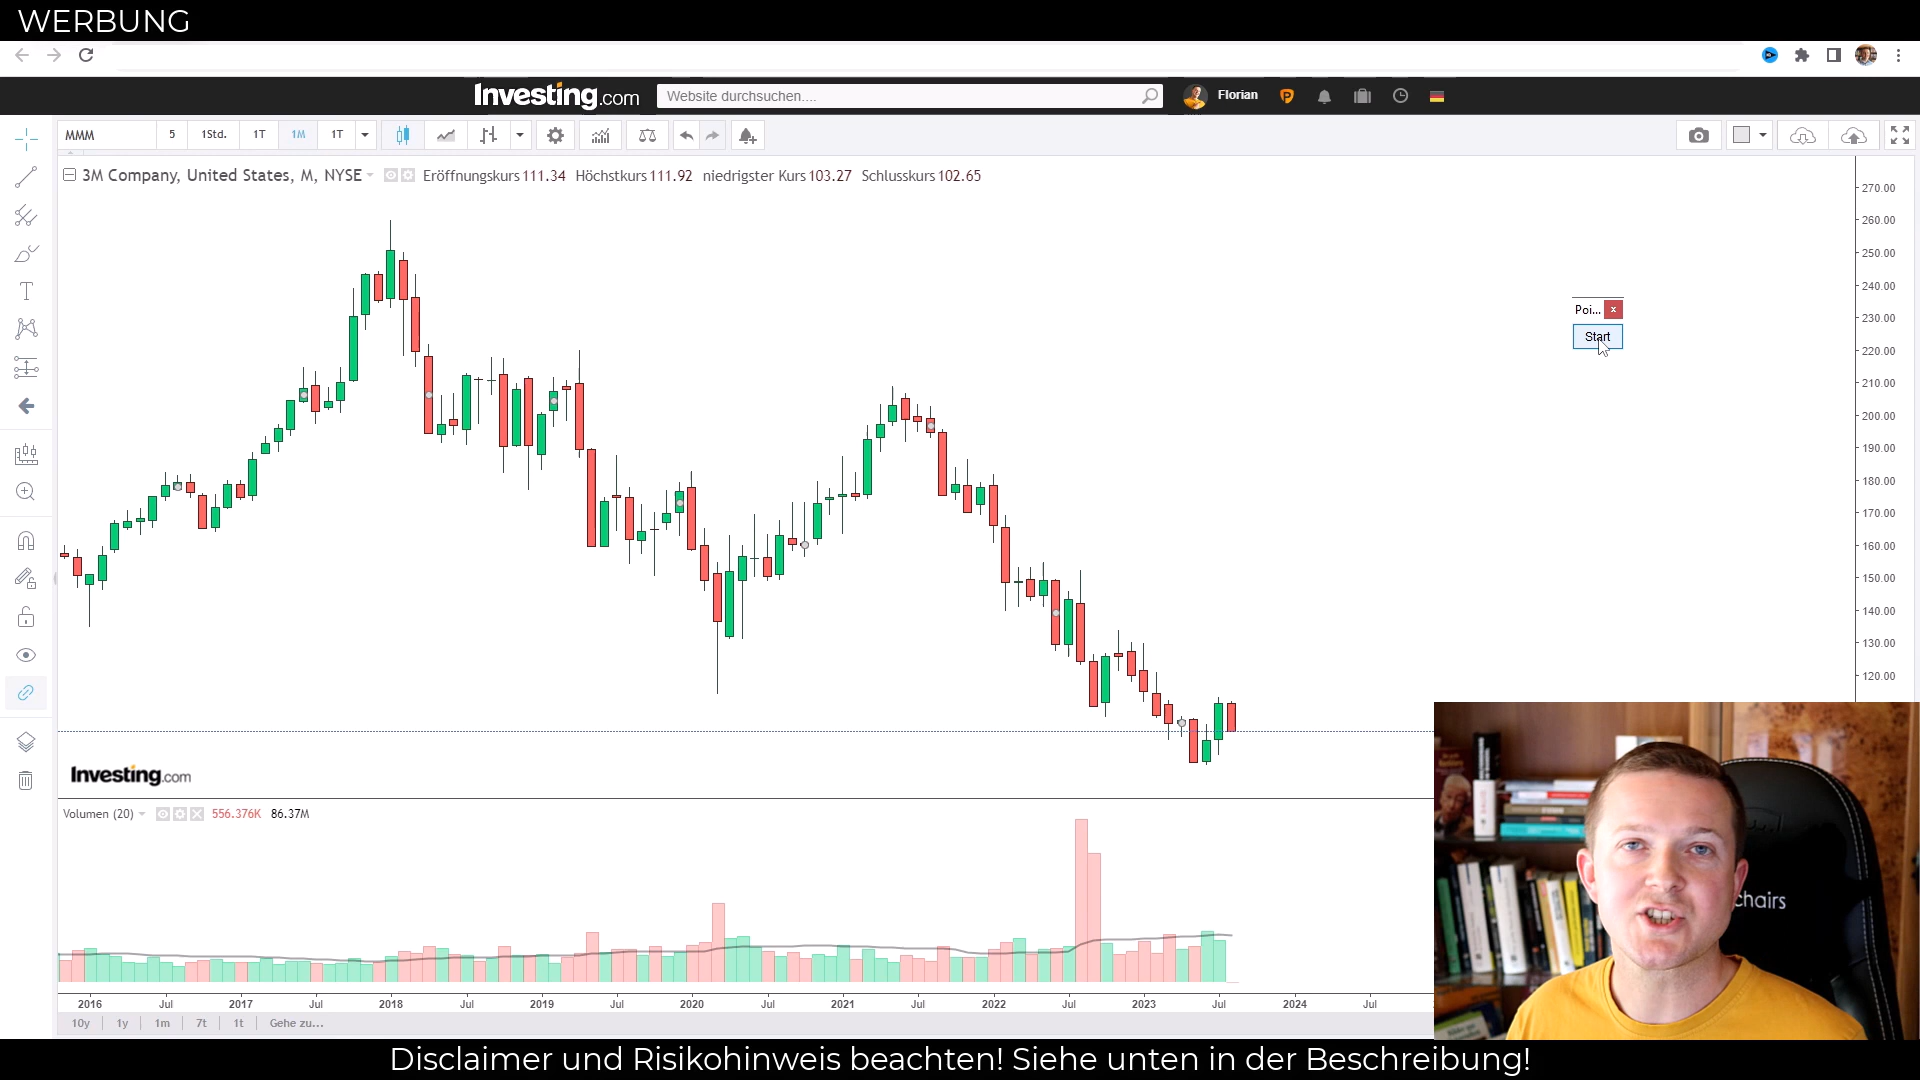 WERBUNG
Investing.com
Website durchsuchen....
Florian
MMM
5
1Std.
1T
1M
1T
3M Company, United States, M, NYSE
Eröffnungskurs 111.34 Höchstkurs 111.92 niedrigster Kurs 103.27 Schlusskurs 102.65
270.00
260.00
250.00
240.00
230.00
220.00
210.00
200.00
190.00
180.00
170.00
160.00
150.00
140.00
130.00
120.00
Poi... x
Start
Investing.com
Volumen (20) 556.376K 86.37M
chairs
2016 Jul 2017 Jul 2018 Jul 2019 Jul 2020 Jul 2021 Jul 2022 Jul 2023 Jul 2024 Jul
10y 1y 1m 7t 1t Gehe zu...
Disclaimer und Risikohinweis beachten! Siehe unten in der Beschreibung!